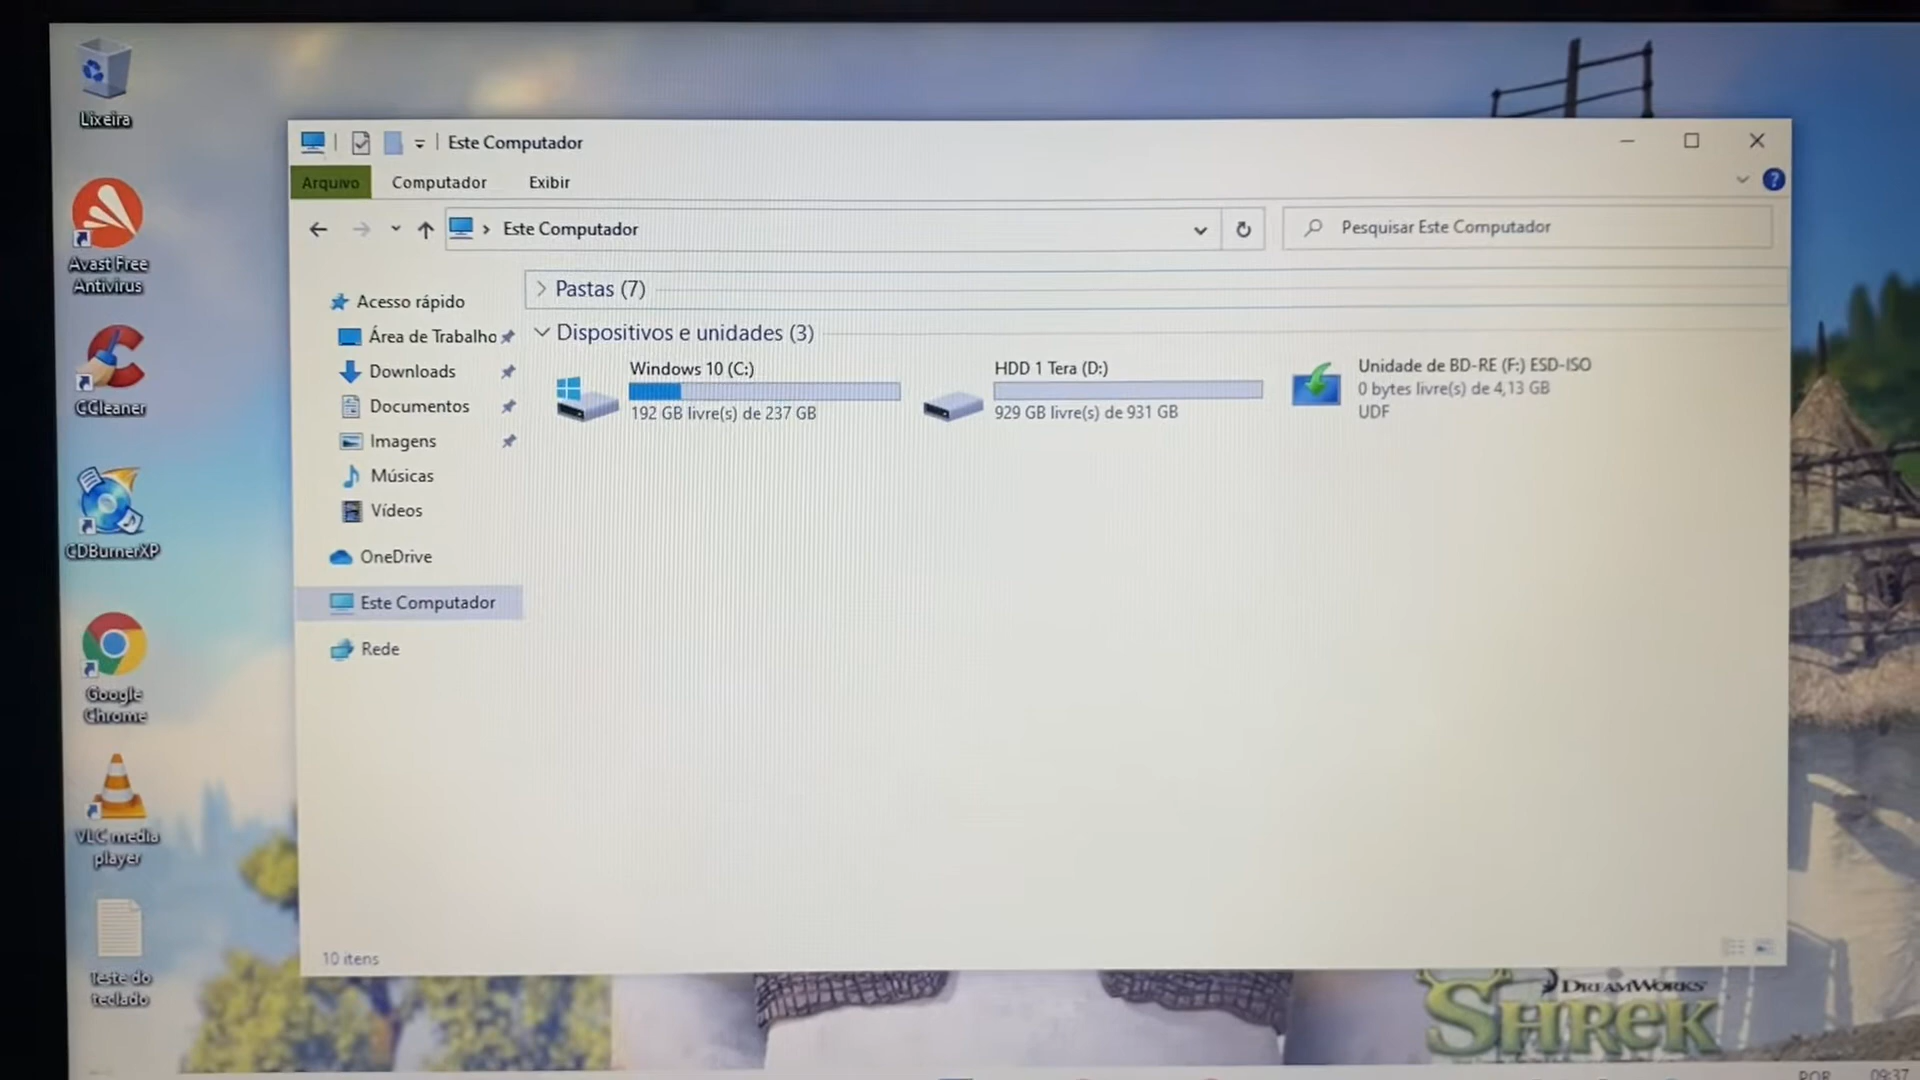 Lixeira
Avast Free
Antivirus
CCleaner
CDBurnerXP
Google
Chrome
VLC media
player
Teste do
teclado
Este Computador
Arquivo
Computador
Exibir
?
Este Computador
Pesquisar Este Computador
Acesso rápido
Área de Trabalho
Downloads
Documentos
Imagens
Músicas
Vídeos
OneDrive
Este Computador
Rede
Pastas (7)
Dispositivos e unidades (3)
Windows 10 (C:)
192 GB livre(s) de 237 GB
HDD 1 Tera (D:)
929 GB livre(s) de 931 GB
Unidade de BD-RE (F:) ESD-ISO
0 bytes livre(s) de 4,13 GB
UDF
10 itens
DREAMWORKS
SHREK
POR
09:37